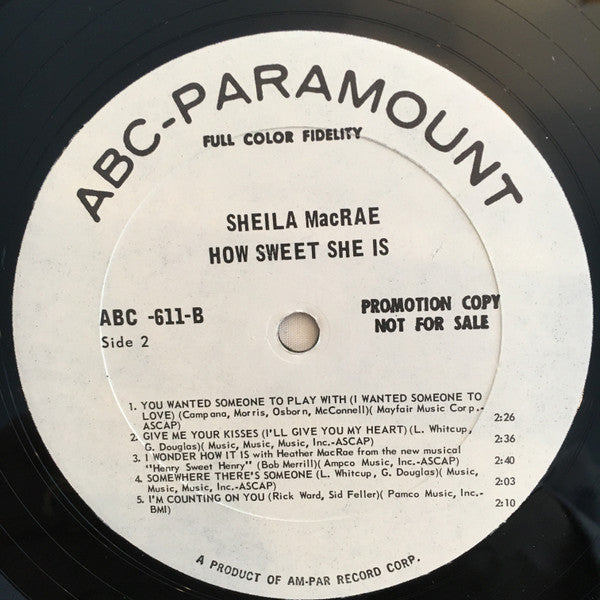 ABC-PARAMOUNT
FULL COLOR FIDELITY
SHEILA MacRAE
HOW SWEET SHE IS
ABC -611-B
Side 2
PROMOTION COPY
NOT FOR SALE
1. YOU WANTED SOMEONE TO PLAY WITH (I WANTED SOMEONE TO
LOVE) (Campana, Morris, Osborn, McConnell)( Mayfair Music Corp.-
ASCAP) 2:26
2. GIVE ME YOUR KISSES (I'LL GIVE YOU MY HEART) (L. Whitcup,
G. Douglas)( Music, Music, Music, Inc.-ASCAP) 2:36
3. I WONDER HOW IT IS with Heather MacRae from the new musical
"Henry Sweet Henry" (Bob Merrill)( Ampco Music, Inc.-ASCAP) 2:40
4. SOMEWHERE THERE'S SOMEONE (L. Whitcup, G. Douglas)( Music,
Music, Music, Inc.-ASCAP) 2:03
5. I'M COUNTING ON YOU (Rick Ward, Sid Feller)( Pamco Music, Inc.-
BMI) 2:10
A PRODUCT OF AM-PAR RECORD CORP.